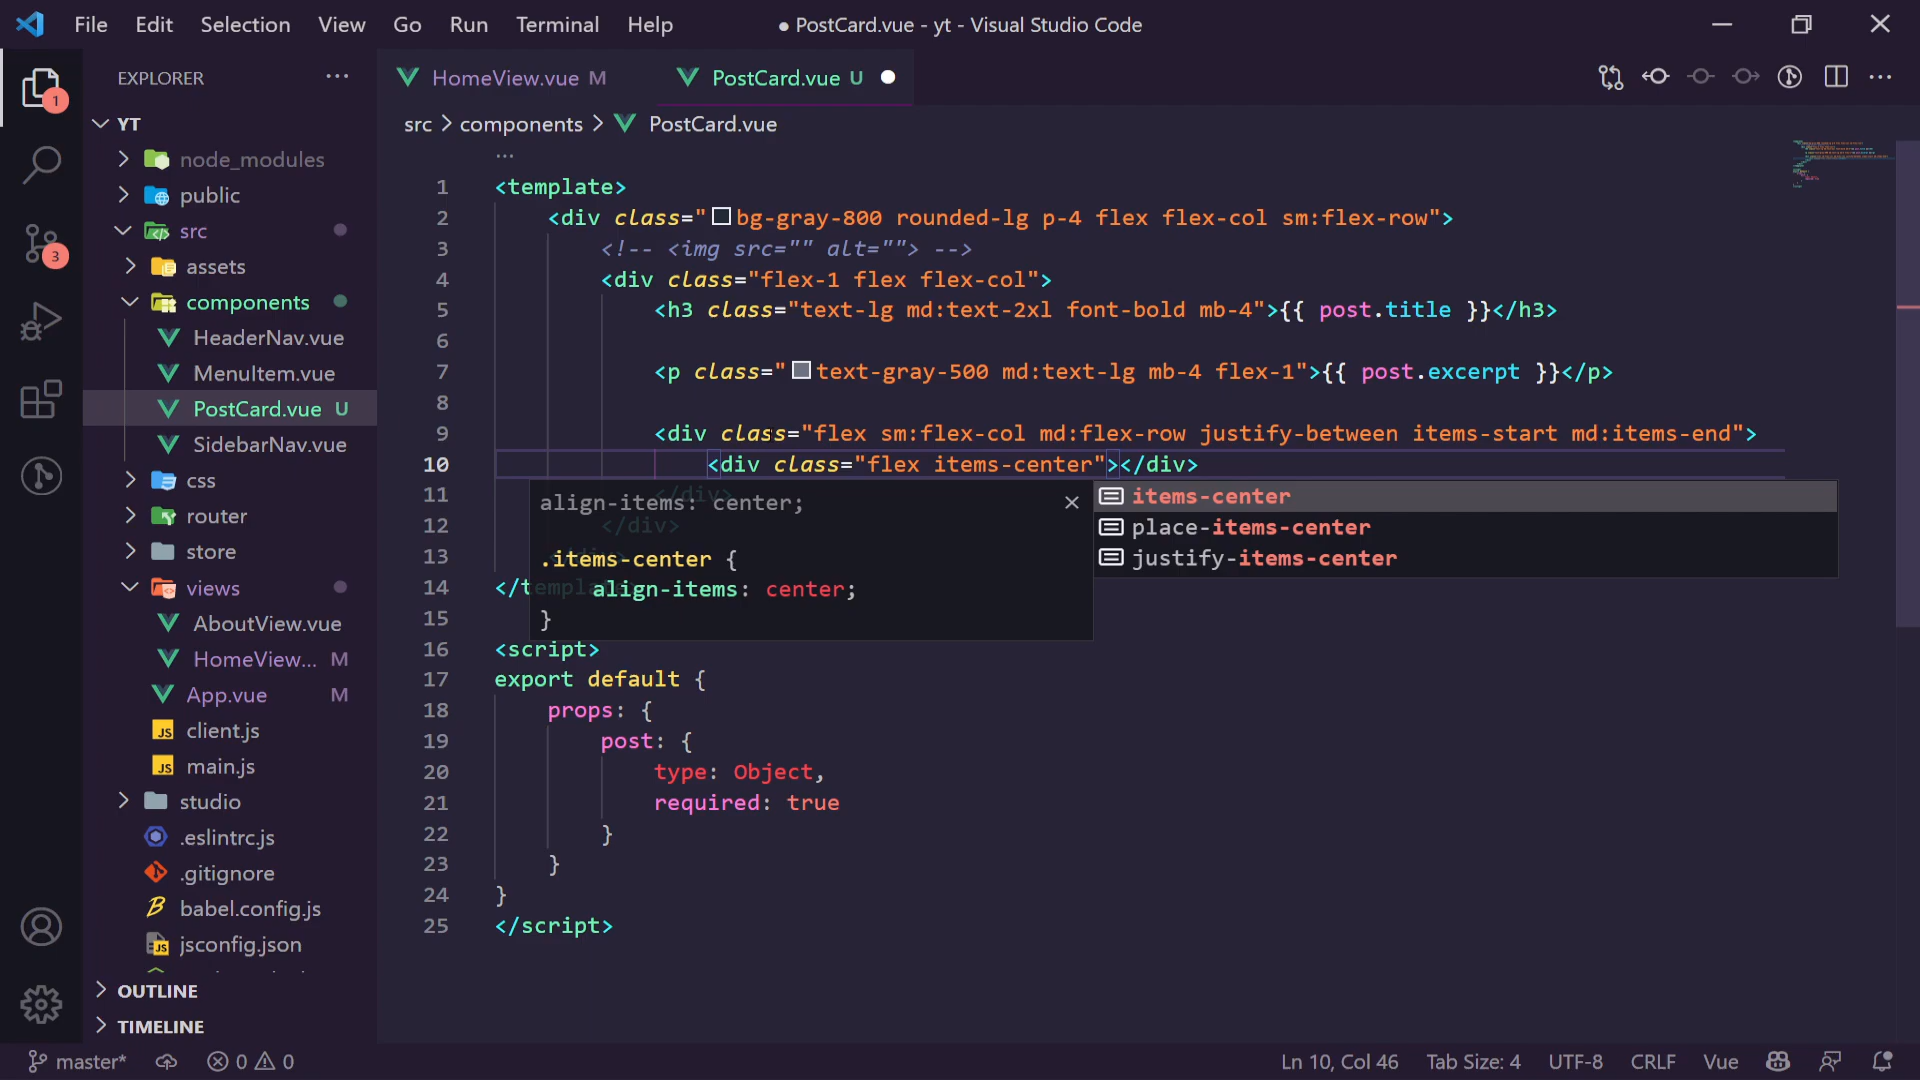 File Edit Selection View Go Run Terminal Help
● PostCard.vue - yt - Visual Studio Code
EXPLORER
HomeView.vue M
PostCard.vue U
src > components > PostCard.vue
YT
node_modules
public
src
assets
components
HeaderNav.vue
MenuItem.vue
PostCard.vue U
SidebarNav.vue
css
router
store
views
AboutView.vue
HomeView... M
App.vue M
client.js
main.js
studio
.eslintrc.js
.gitignore
babel.config.js
jsconfig.json
OUTLINE
TIMELINE
1
3
...
1 <template>
2 <div class="bg-gray-800 rounded-lg p-4 flex flex-col sm:flex-row">
3 <!-- <img src="" alt=""> -->
4 <div class="flex-1 flex flex-col">
5 <h3 class="text-lg md:text-2xl font-bold mb-4">{{ post.title }}</h3>
6
7 <p class="text-gray-500 md:text-lg mb-4 flex-1">{{ post.excerpt }}</p>
8
9 <div class="flex sm:flex-col md:flex-row justify-between items-start md:items-end">
10 <div class="flex items-center"></div>
11 </div>
12 </div>
13
14 </template>
15
16 <script>
17 export default {
18 props: {
19 post: {
20 type: Object,
21 required: true
22 }
23 }
24 }
25 </script>
align-items: center;
.items-center {
align-items: center;
}
items-center
place-items-center
justify-items-center
master* 0 0
Ln 10, Col 46 Tab Size: 4 UTF-8 CRLF Vue